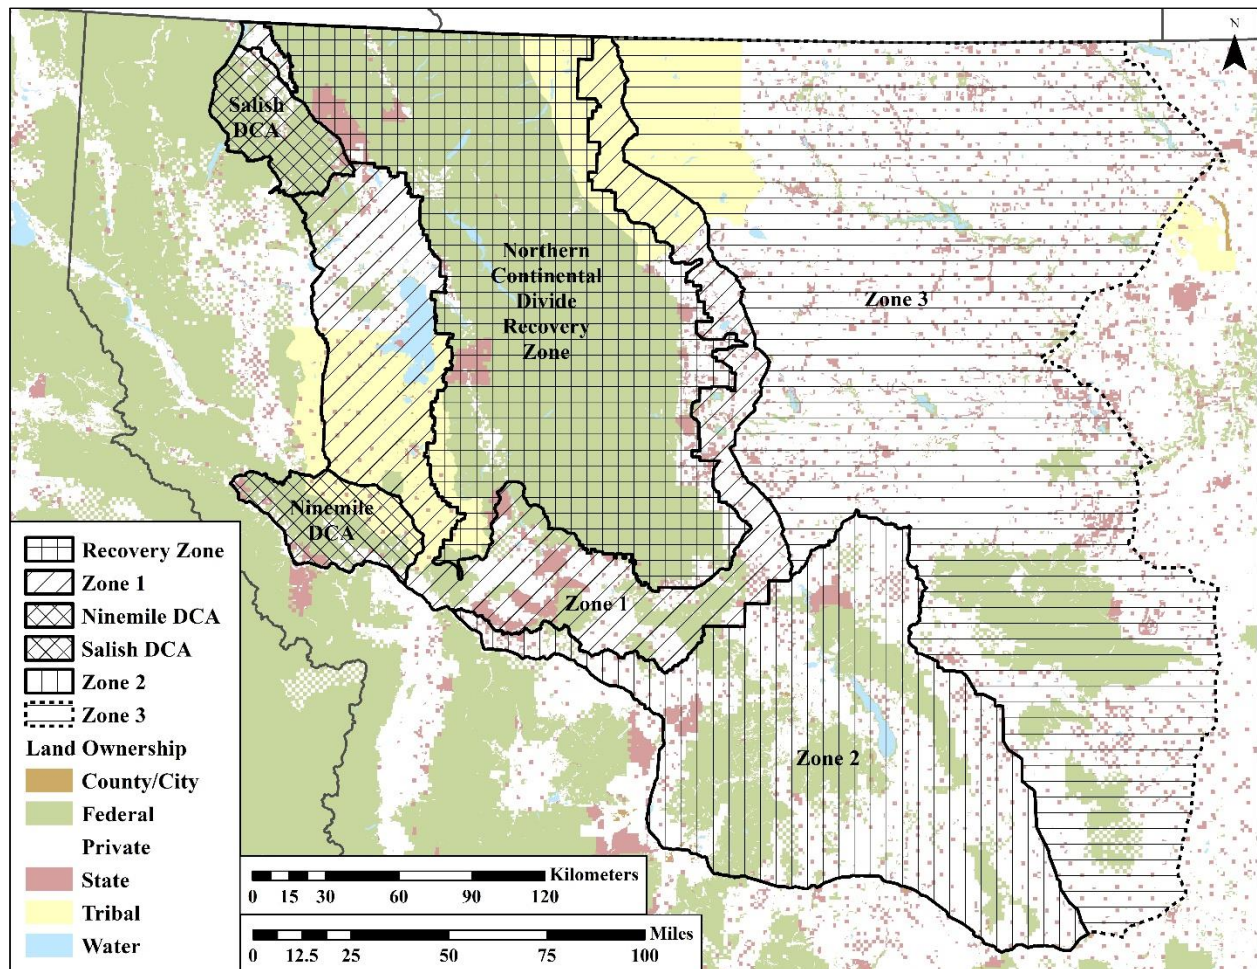 N
Salish
DCA
Northern
Continental
Divide
Recovery
Zone
Zone 3
Ninemile
DCA
Zone 1
Zone 2
Recovery Zone
Zone 1
Ninemile DCA
Salish DCA
Zone 2
Zone 3
Land Ownership
County/City
Federal
Private
State
Tribal
Water
Kilometers
0 15 30 60 90 120
Miles
0 12.5 25 50 75 100